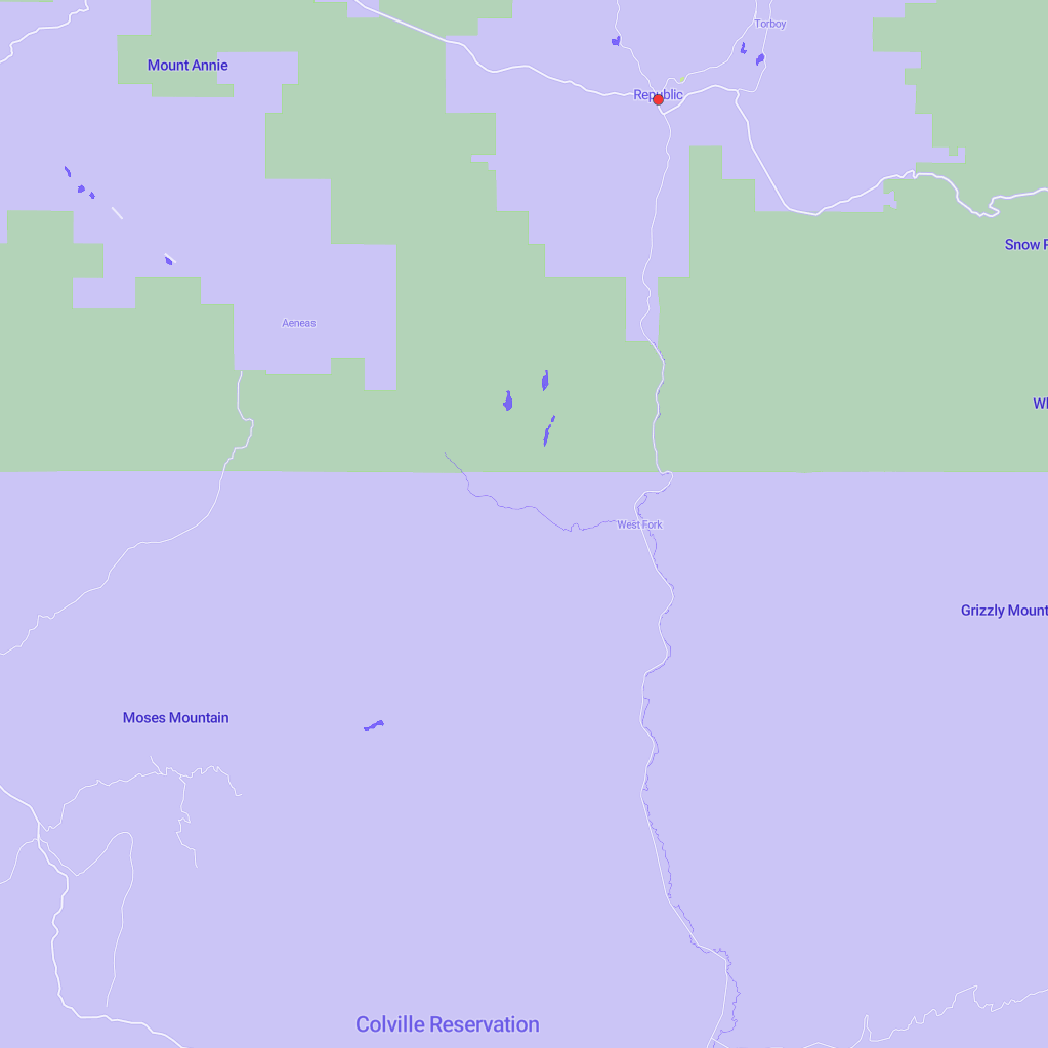 Torboy
Mount Annie
Republic
Snow P
Aeneas
Wh
West Fork
Grizzly Mount
Moses Mountain
Colville Reservation